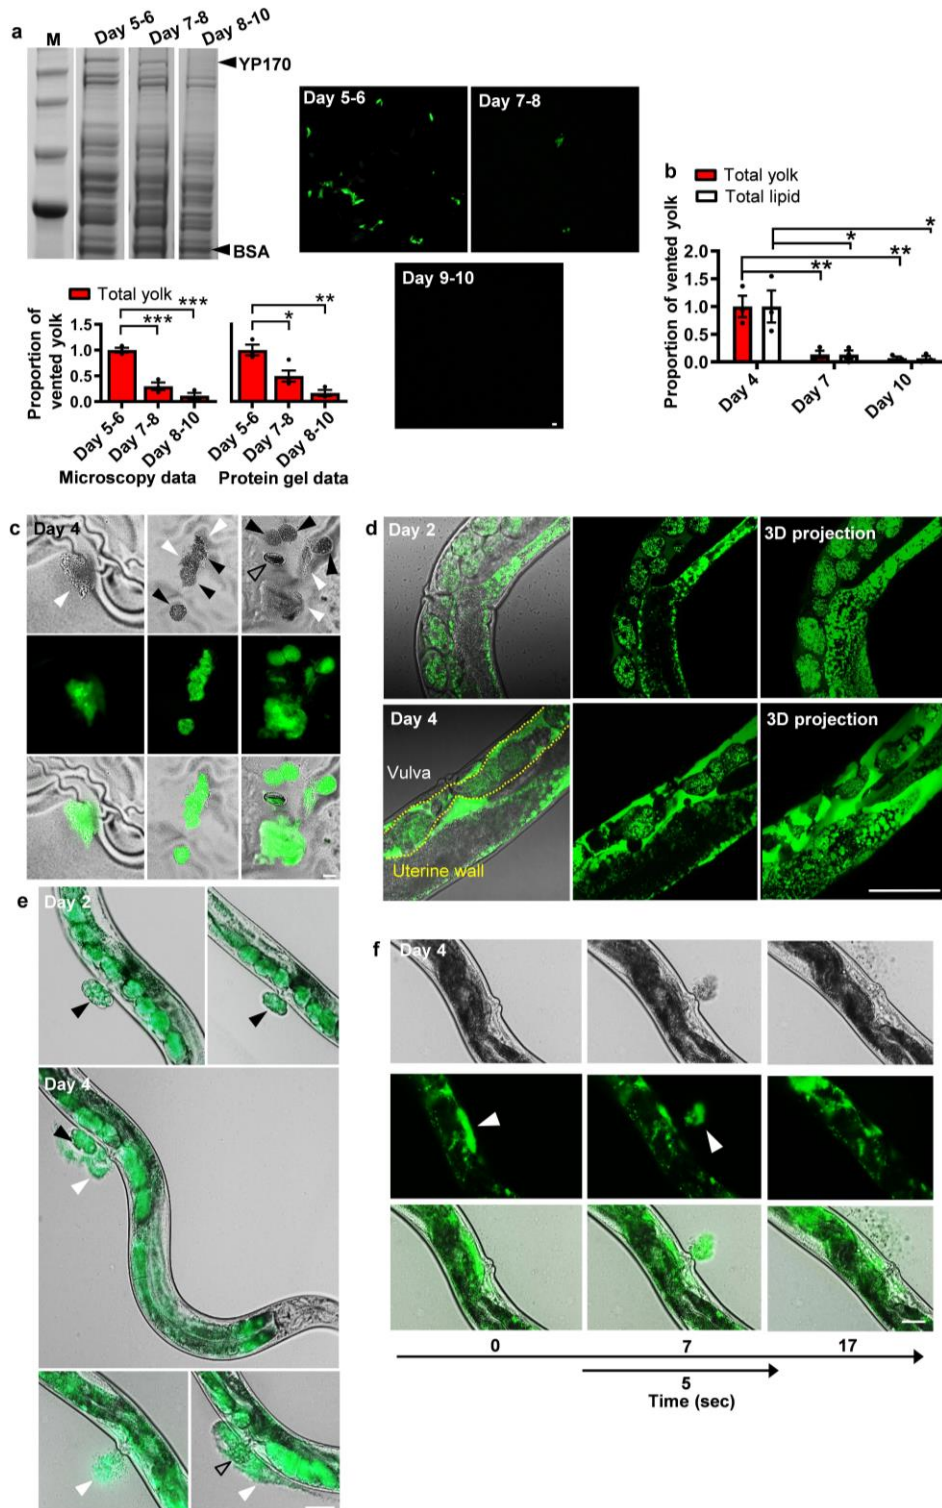 a
M
Day 5-6
Day 7-8
Day 8-10
YP170
BSA
Day 5-6
Day 7-8
Day 9-10
Total yolk
Proportion of
vented yolk
1.5
1.0
0.5
0.0
***
***
**
*
Day 5-6
Day 7-8
Day 8-10
Day 5-6
Day 7-8
Day 8-10
Microscopy data
Protein gel data
b
Total yolk
Total lipid
Proportion of vented yolk
2.0
1.5
1.0
0.5
0.0
*
*
**
**
Day 4
Day 7
Day 10
c
Day 4
d
Day 2
3D projection
Day 4
3D projection
Vulva
Uterine wall
e
Day 2
Day 4
f
Day 4
0
7
17
5
Time (sec)